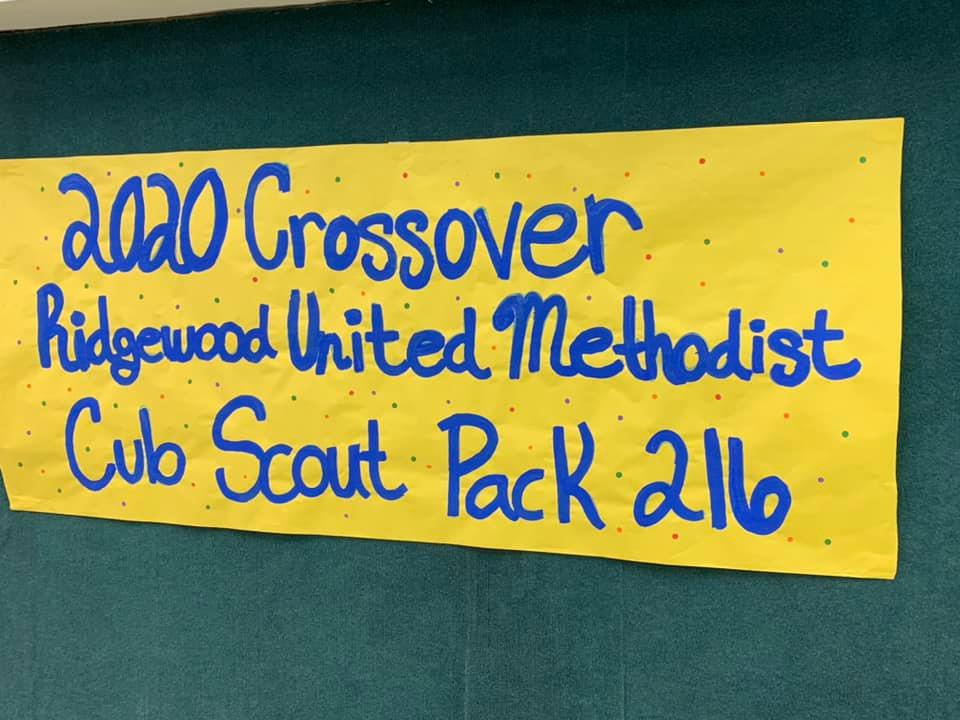 2020 Crossover
Ridgewood United Methodist
Cub Scout Pack 216